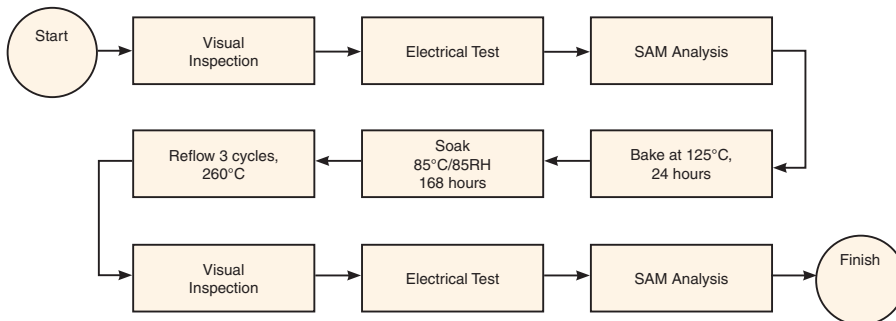 Start
Visual
Inspection
Electrical Test
SAM Analysis
Bake at 125°C,
24 hours
Soak
85°C/85RH
168 hours
Reflow 3 cycles,
260°C
Visual
Inspection
Electrical Test
SAM Analysis
Finish